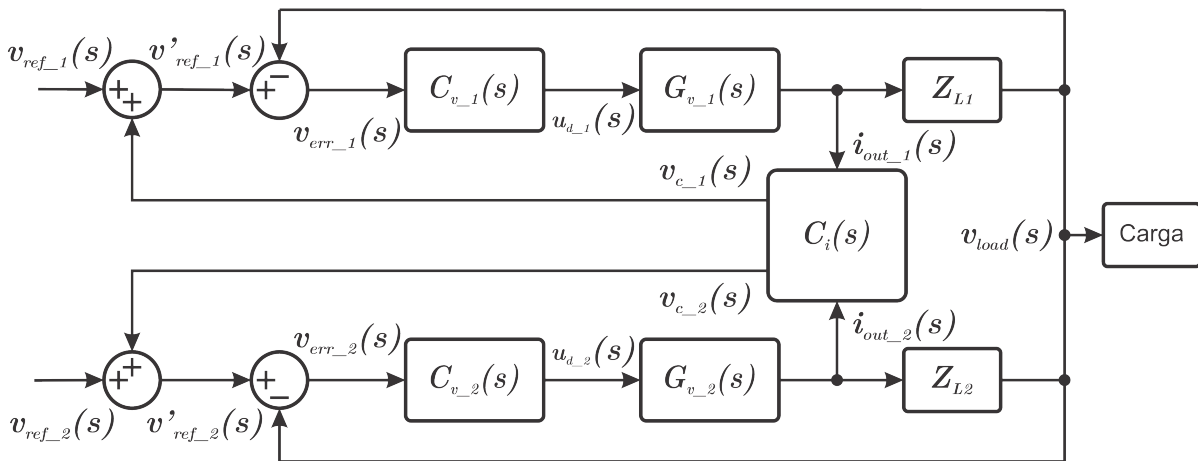 v_ref_1(s)
v'_ref_1(s)
+
+
−
+
v_err_1(s)
C_v_1(s)
u_d_1(s)
G_v_1(s)
Z_L1
i_out_1(s)
v_c_1(s)
C_i(s)
v_load(s)
Carga
v_c_2(s)
i_out_2(s)
v_ref_2(s)
v'_ref_2(s)
+
+
+
−
v_err_2(s)
C_v_2(s)
u_d_2(s)
G_v_2(s)
Z_L2